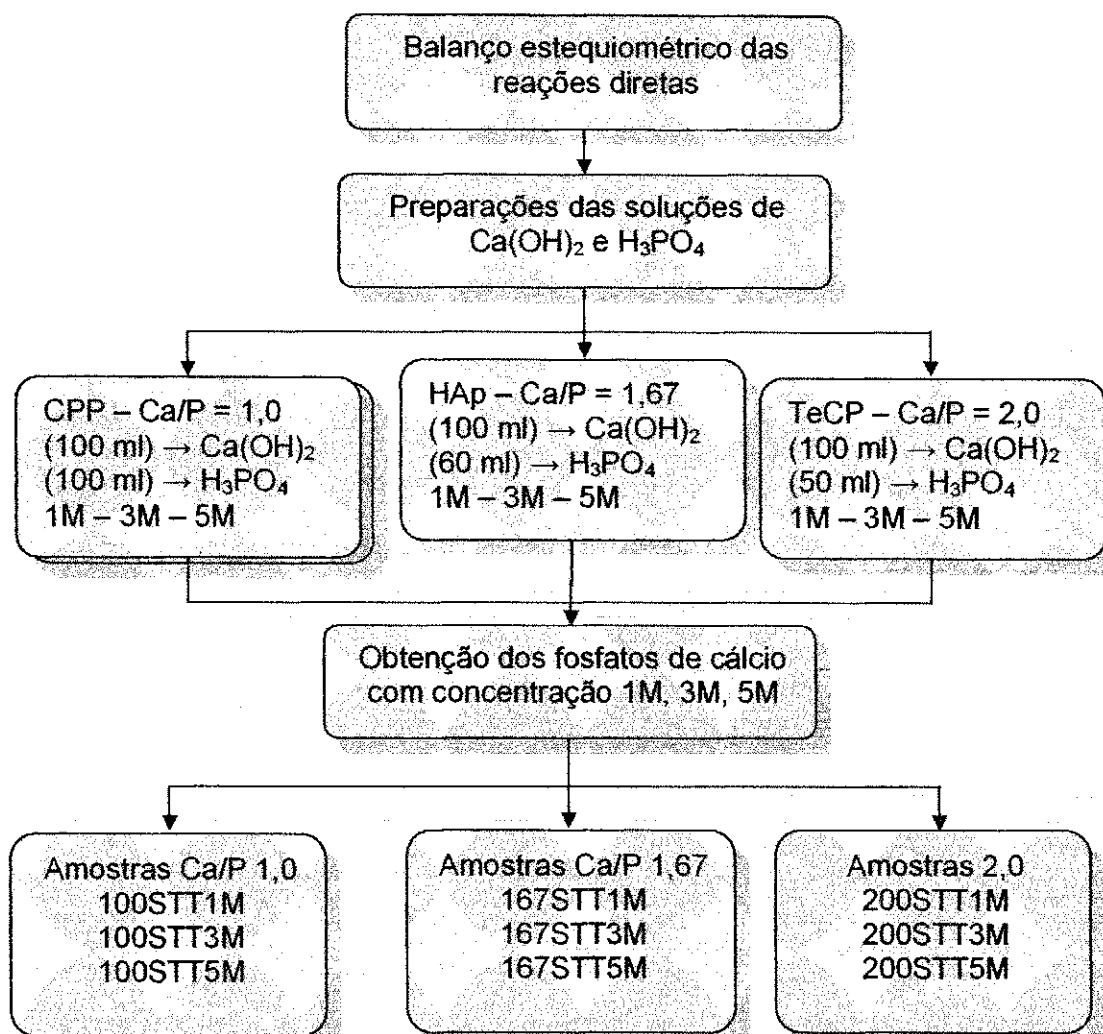 Balanço estequiométrico das
reações diretas
Preparações das soluções de
Ca(OH)₂ e H₃PO₄
CPP – Ca/P = 1,0
(100 ml) → Ca(OH)₂
(100 ml) → H₃PO₄
1M – 3M – 5M
HAp – Ca/P = 1,67
(100 ml) → Ca(OH)₂
(60 ml) → H₃PO₄
1M – 3M – 5M
TeCP – Ca/P = 2,0
(100 ml) → Ca(OH)₂
(50 ml) → H₃PO₄
1M – 3M – 5M
Obtenção dos fosfatos de cálcio
com concentração 1M, 3M, 5M
Amostras Ca/P 1,0
100STT1M
100STT3M
100STT5M
Amostras Ca/P 1,67
167STT1M
167STT3M
167STT5M
Amostras 2,0
200STT1M
200STT3M
200STT5M